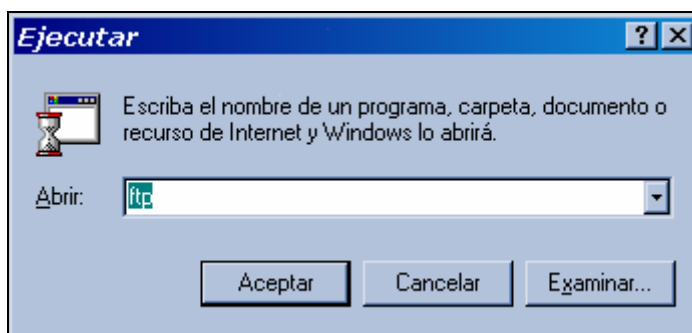 Ejecutar
Escriba el nombre de un programa, carpeta, documento o
recurso de Internet y Windows lo abrirá.
Abrir: ftp
Aceptar Cancelar Examinar...